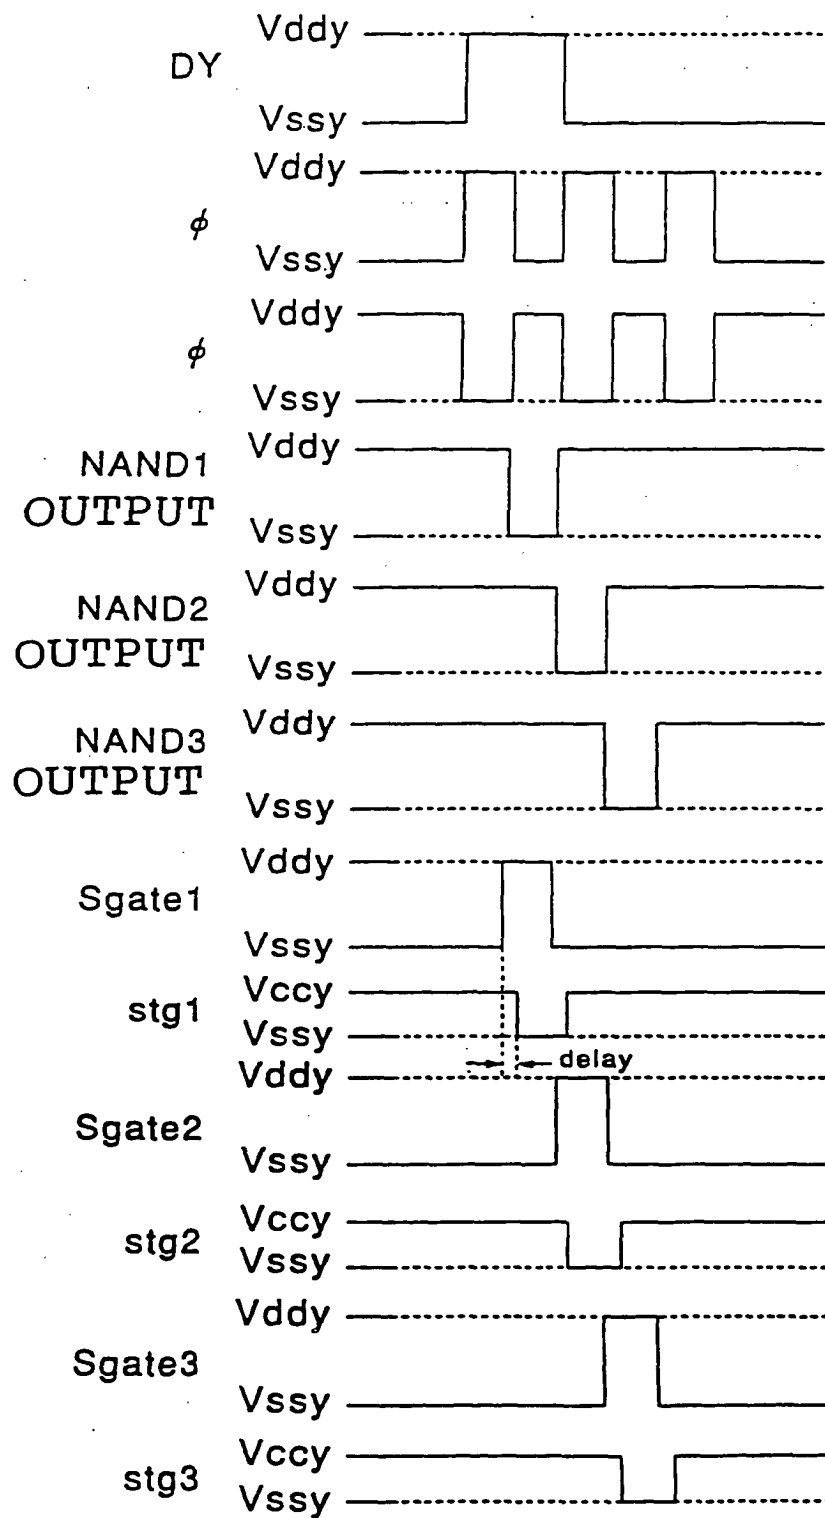 Vddy
DY
Vssy
Vddy
ϕ
Vssy
Vddy
ϕ
Vssy
Vddy
NAND1
OUTPUT
Vssy
Vddy
NAND2
OUTPUT
Vssy
Vddy
NAND3
OUTPUT
Vssy
Vddy
Sgate1
Vssy
Vccy
stg1
Vssy
delay
Vddy
Sgate2
Vssy
Vccy
stg2
Vssy
Vddy
Sgate3
Vssy
Vccy
stg3
Vssy